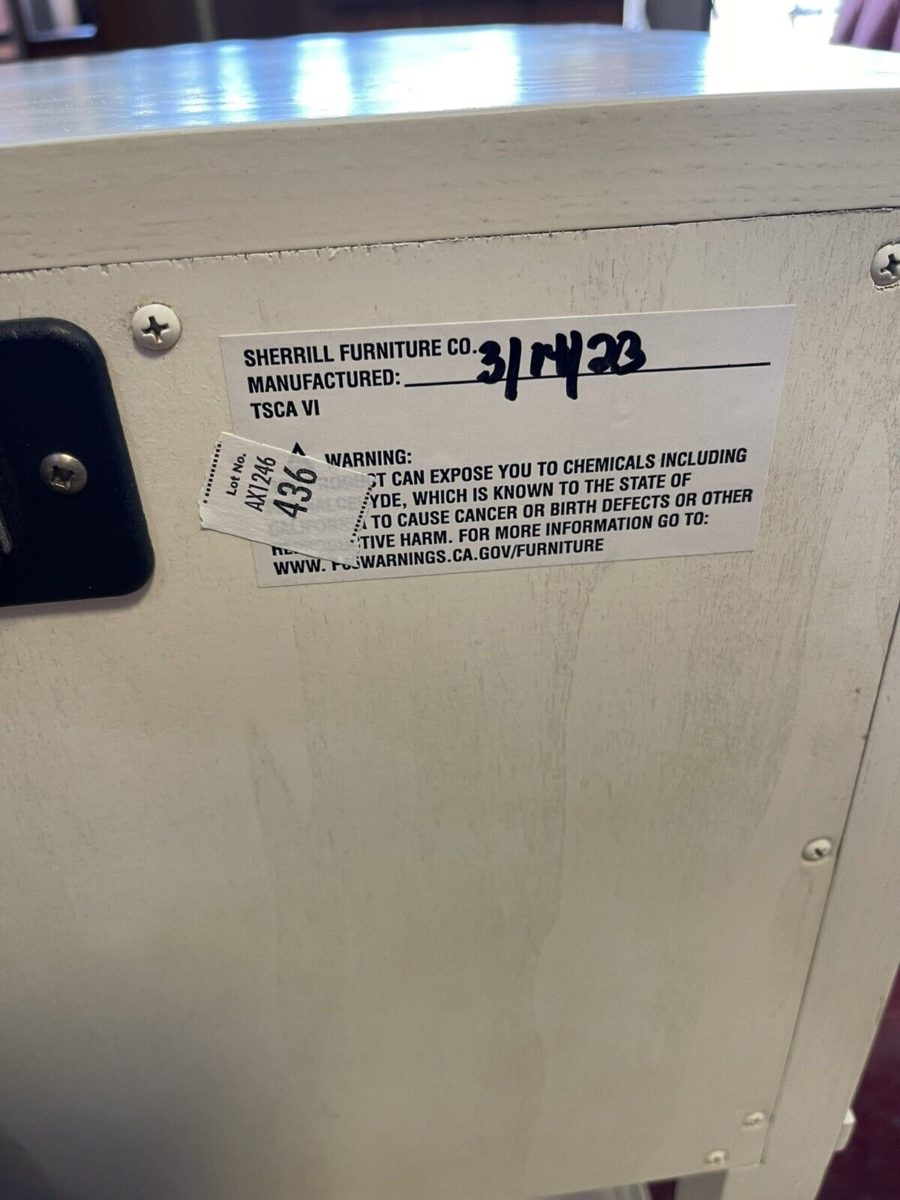 SHERRILL FURNITURE CO.
MANUFACTURED: 3/14/23
TSCA VI
WARNING:
CT CAN EXPOSE YOU TO CHEMICALS INCLUDING
YDE, WHICH IS KNOWN TO THE STATE OF
TO CAUSE CANCER OR BIRTH DEFECTS OR OTHER
TIVE HARM. FOR MORE INFORMATION GO TO:
WWW. P65WARNINGS.CA.GOV/FURNITURE
Lot No.
AX1246
436